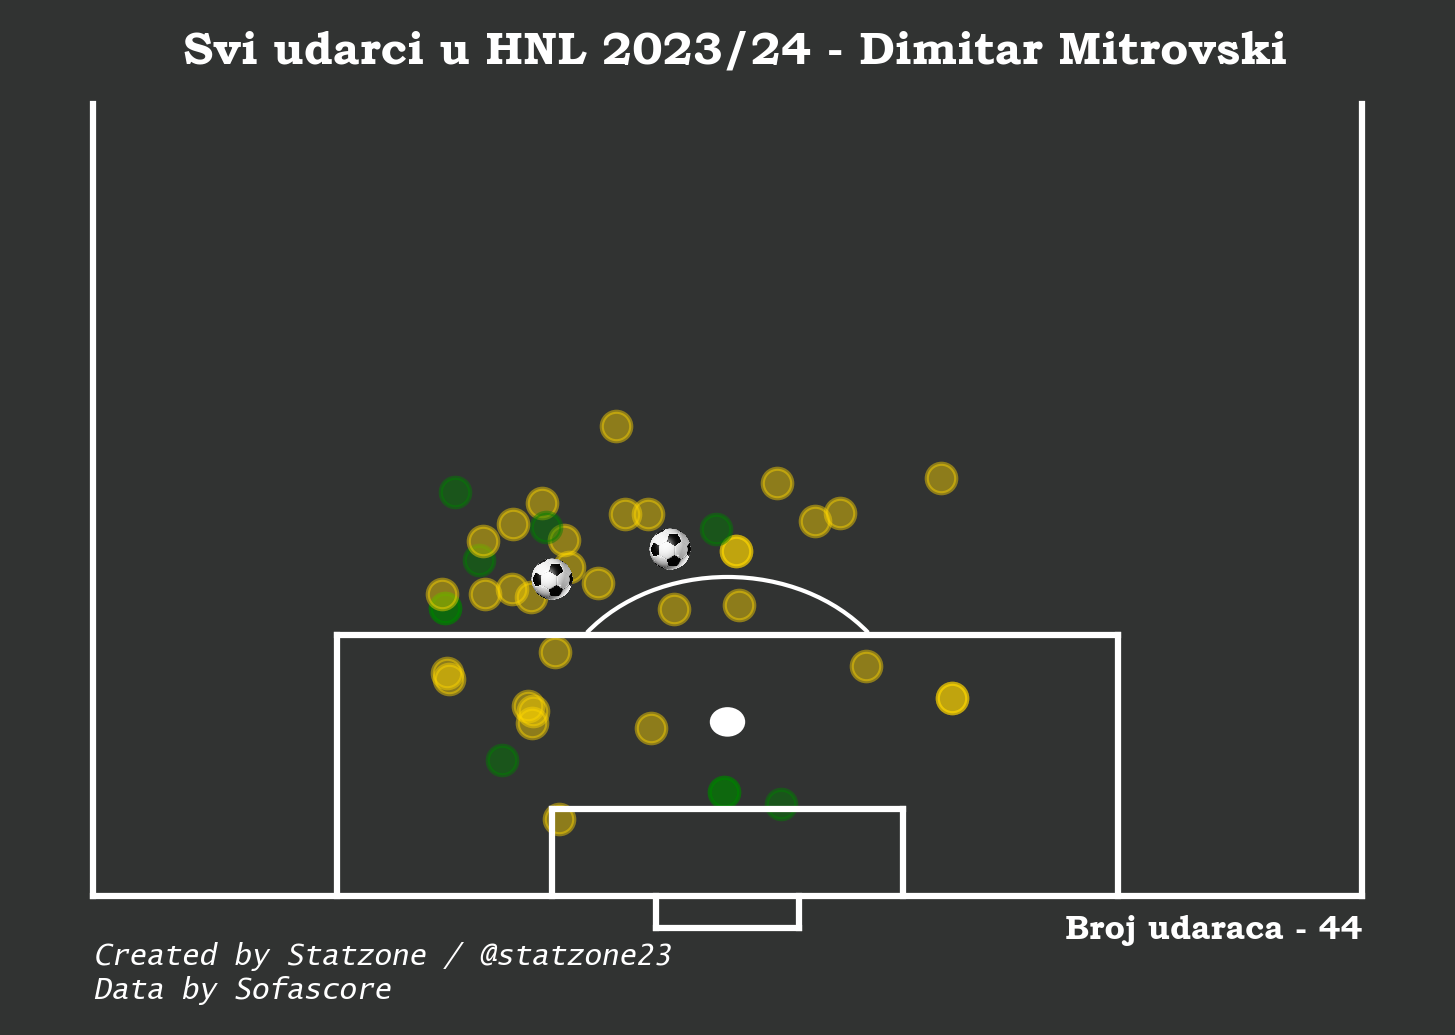 Svi udarci u HNL 2023/24 - Dimitar Mitrovski
Broj udaraca - 44
Created by Statzone / @statzone23
Data by Sofascore